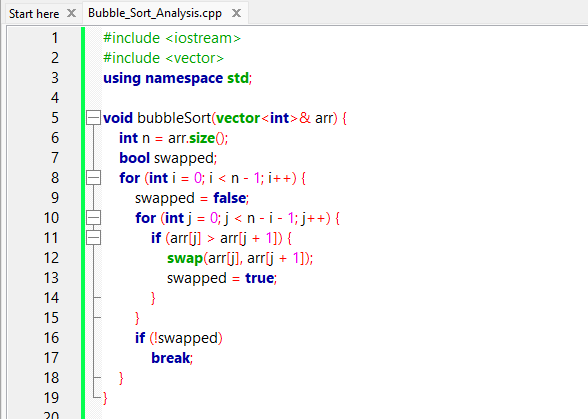 Start here Bubble_Sort_Analysis.cpp
1 #include <iostream>
2 #include <vector>
3 using namespace std;
4
5 void bubbleSort(vector<int>& arr) {
6 int n = arr.size();
7 bool swapped;
8 for (int i = 0; i < n - 1; i++) {
9 swapped = false;
10 for (int j = 0; j < n - i - 1; j++) {
11 if (arr[j] > arr[j + 1]) {
12 swap(arr[j], arr[j + 1]);
13 swapped = true;
14 }
15 }
16 if (!swapped)
17 break;
18 }
19 }
20